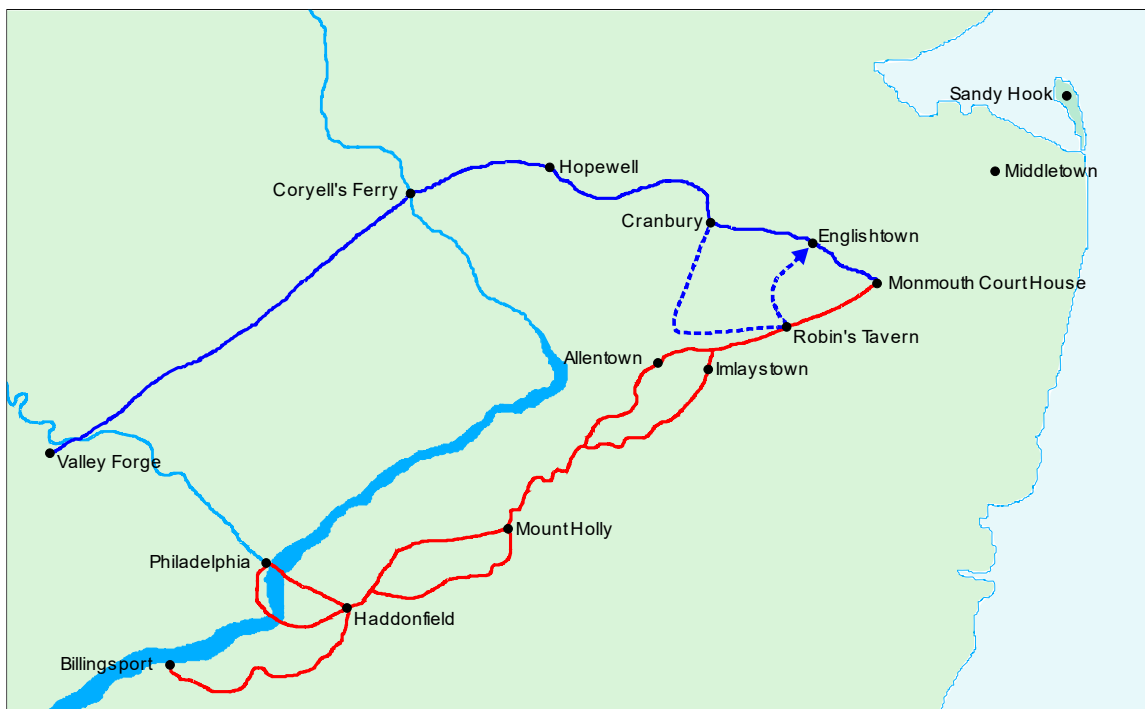 Sandy Hook
Hopewell
Middletown
Coryell's Ferry
Cranbury
Englishtown
Monmouth Court House
Robin's Tavern
Allentown
Imlaystown
Valley Forge
Mount Holly
Philadelphia
Haddonfield
Billingsport